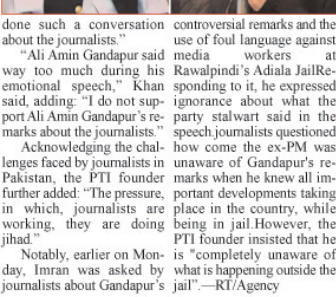 done such a conversation
about the journalists."
"Ali Amin Gandapur said
way too much during his
emotional speech," Khan
said, adding: "I do not sup-
port Ali Amin Gandapur's re-
marks about the journalists."
Acknowledging the chal-
lenges faced by journalists in
Pakistan, the PTI founder
further added: "The pressure,
in which, journalists are
working, they are doing
jihad."
Notably, earlier on Mon-
day, Imran was asked by
journalists about Gandapur's
controversial remarks and the
use of foul language against
media workers at
Rawalpindi's Adiala JailRe-
sponding to it, he expressed
ignorance about what the
party stalwart said in the
speech.journalists questioned
how come the ex-PM was
unaware of Gandapur's re-
marks when he knew all im-
portant developments taking
place in the country, while
being in jail.However, the
PTI founder insisted that he
is "completely unaware of
what is happening outside the
jail".—RT/Agency